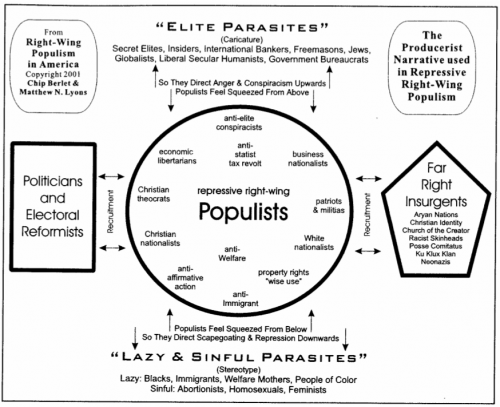 From
Right-Wing
Populism
in America
Copyright 2001
Chip Berlet &
Matthew N. Lyons
"ELITE PARASITES"
(Caricature)
Secret Elites, Insiders, International Bankers, Freemasons, Jews,
Globalists, Liberal Secular Humanists, Government Bureaucrats
The
Producerist
Narrative used
in Repressive
Right-Wing
Populism
So They Direct Anger & Conspiracism Upwards
Populists Feel Squeezed From Above
anti-elite
conspiracists
economic
libertarians
anti-
statist
tax revolt
business
nationalists
Christian
theocrats
repressive right-wing
Populists
patriots
& militias
Christian
nationalists
White
nationalists
anti-
Welfare
anti-
affirmative
action
property rights
"wise use"
anti-
Immigrant
Politicians
and
Electoral
Reformists
Recruitment
Recruitment
Far
Right
Insurgents
Aryan Nations
Christian Identity
Church of the Creator
Racist Skinheads
Posse Comitatus
Ku Klux Klan
Neonazis
Populists Feel Squeezed From Below
So They Direct Scapegoating & Repression Downwards
"LAZY & SINFUL PARASITES"
(Stereotype)
Lazy: Blacks, Immigrants, Welfare Mothers, People of Color
Sinful: Abortionists, Homosexuals, Feminists